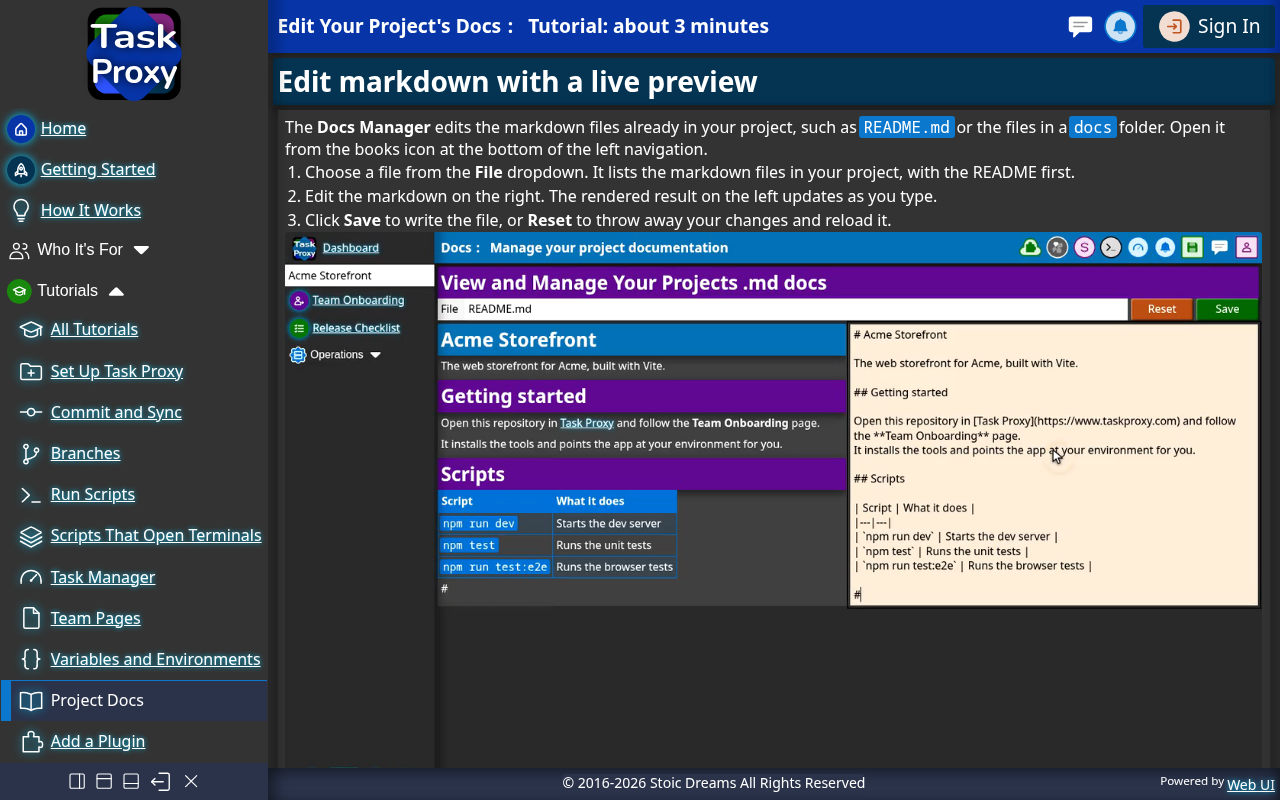 Task
Proxy
Home
Getting Started
How It Works
Who It's For
Tutorials
All Tutorials
Set Up Task Proxy
Commit and Sync
Branches
Run Scripts
Scripts That Open Terminals
Task Manager
Team Pages
Variables and Environments
Project Docs
Add a Plugin
Edit Your Project's Docs : Tutorial: about 3 minutes
Sign In
Edit markdown with a live preview
The Docs Manager edits the markdown files already in your project, such as README.md or the files in a docs folder. Open it
from the books icon at the bottom of the left navigation.
1. Choose a file from the File dropdown. It lists the markdown files in your project, with the README first.
2. Edit the markdown on the right. The rendered result on the left updates as you type.
3. Click Save to write the file, or Reset to throw away your changes and reload it.
Task
Proxy
Dashboard
Acme Storefront
Team Onboarding
Release Checklist
Operations
Docs : Manage your project documentation
S
View and Manage Your Projects .md docs
File README.md
Reset
Save
Acme Storefront
The web storefront for Acme, built with Vite.
Getting started
Open this repository in Task Proxy and follow the Team Onboarding page.
It installs the tools and points the app at your environment for you.
Scripts
Script What it does
npm run dev Starts the dev server
npm test Runs the unit tests
npm run test:e2e Runs the browser tests
#
# Acme Storefront
The web storefront for Acme, built with Vite.
## Getting started
Open this repository in [Task Proxy](https://www.taskproxy.com) and follow
the **Team Onboarding** page.
It installs the tools and points the app at your environment for you.
## Scripts
| Script | What it does |
|---|---|
| `npm run dev` | Starts the dev server |
| `npm test` | Runs the unit tests |
| `npm run test:e2e` | Runs the browser tests |
#
© 2016-2026 Stoic Dreams All Rights Reserved
Powered by Web UI